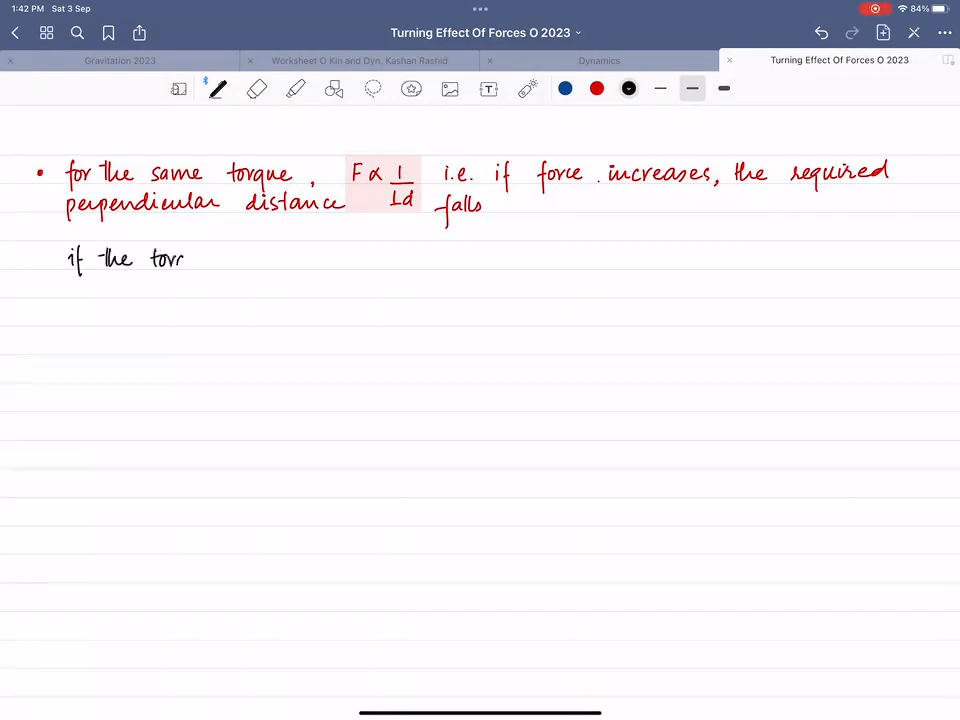 1:42 PM Sat 3 Sep
84%
Turning Effect Of Forces O 2023
Gravitation 2023
Worksheet O Kin and Dyn. Kashan Rashid
Dynamics
Turning Effect Of Forces O 2023
• for the same torque, F ∝ 1/⊥d i.e. if force increases, the required
perpendicular distance falls
if the torr